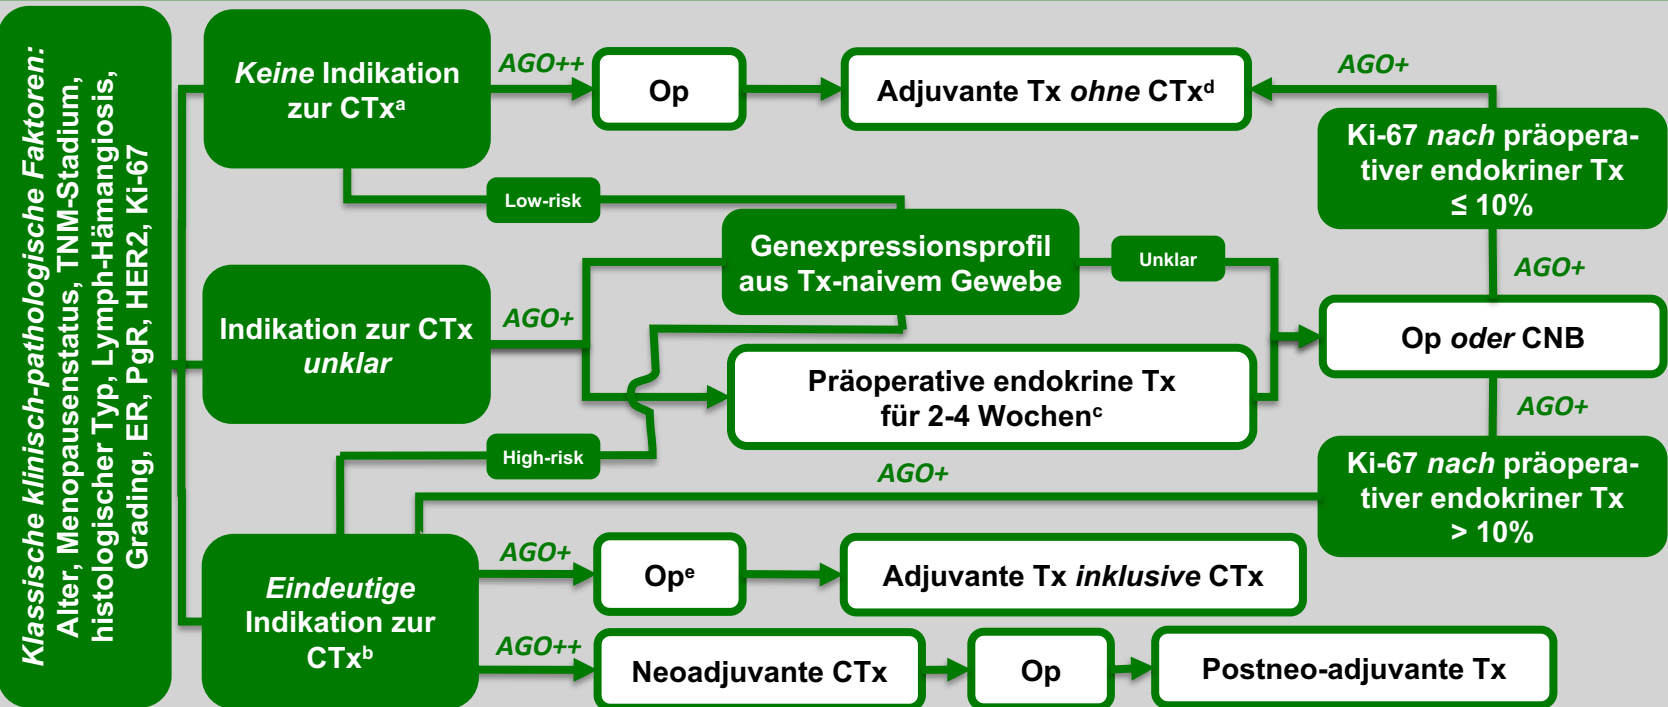 Klassische klinisch-pathologische Faktoren:
Alter, Menopausenstatus, TNM-Stadium,
histologischer Typ, Lymph-Hämangiosis,
Grading, ER, PgR, HER2, Ki-67
Keine Indikation
zur CTxᵃ
AGO++
Op
Adjuvante Tx ohne CTxᵈ
AGO+
Ki-67 nach präopera-
tiver endokriner Tx
≤ 10%
Low-risk
Genexpressionsprofil
aus Tx-naivem Gewebe
Unklar
AGO+
Indikation zur CTx
unklar
AGO+
Op oder CNB
Präoperative endokrine Tx
für 2-4 Wochenᶜ
AGO+
High-risk
AGO+
Ki-67 nach präopera-
tiver endokriner Tx
> 10%
Eindeutige
Indikation zur
CTxᵇ
AGO+
Opᵉ
Adjuvante Tx inklusive CTx
AGO++
Neoadjuvante CTx
Op
Postneo-adjuvante Tx